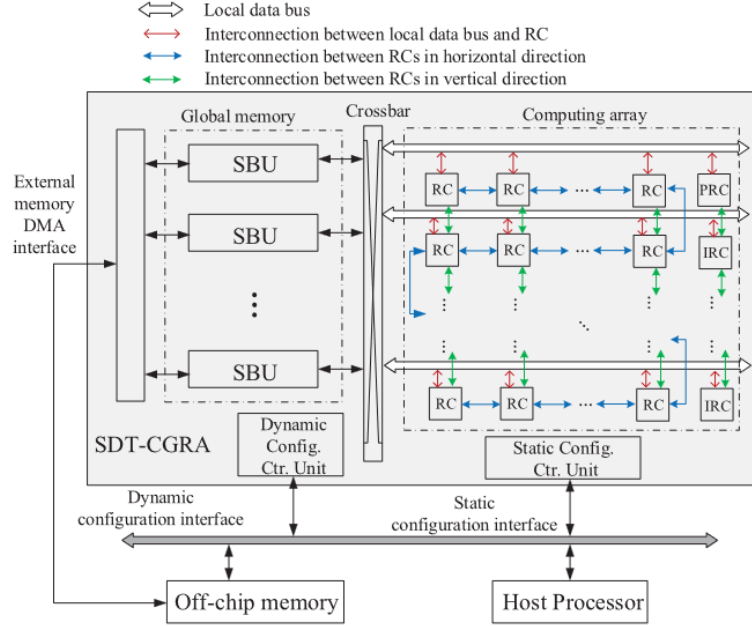 Local data bus
Interconnection between local data bus and RC
Interconnection between RCs in horizontal direction
Interconnection between RCs in vertical direction
Global memory
Crossbar
Computing array
External
memory
DMA
interface
SBU
SBU
SBU
RC
RC
...
RC
PRC
RC
RC
...
RC
IRC
RC
RC
...
RC
IRC
SDT-CGRA
Dynamic
Config.
Ctr. Unit
Static Config.
Ctr. Unit
Dynamic
configuration interface
Static
configuration interface
Off-chip memory
Host Processor